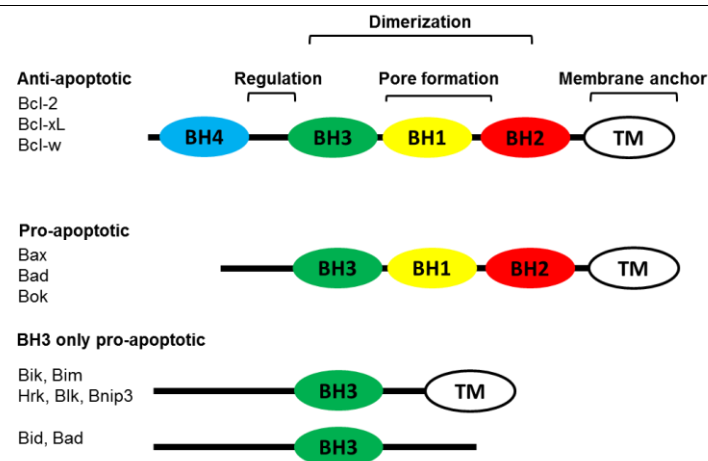 Dimerization
Anti-apoptotic Regulation Pore formation Membrane anchor
Bcl-2
Bcl-xL
Bcl-w
BH4 BH3 BH1 BH2 TM
Pro-apoptotic
Bax
Bad
Bok
BH3 BH1 BH2 TM
BH3 only pro-apoptotic
Bik, Bim
Hrk, Blk, Bnip3
BH3 TM
Bid, Bad
BH3